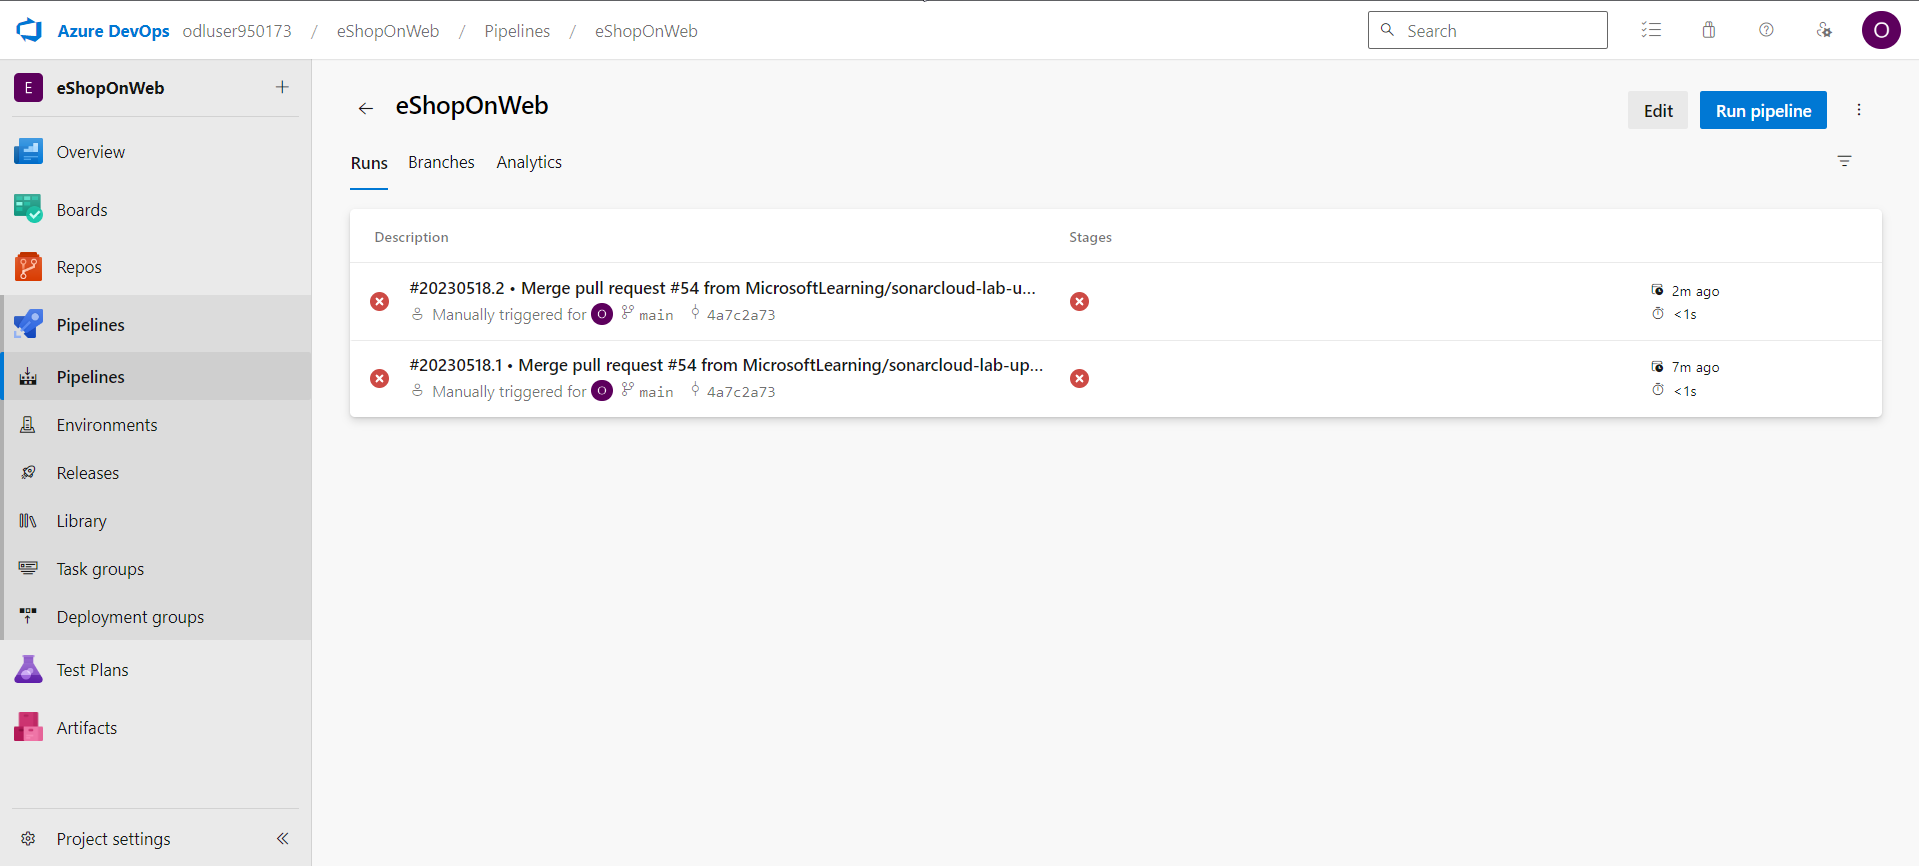 Azure DevOps odluser950173 / eShopOnWeb / Pipelines / eShopOnWeb
Search
O
E eShopOnWeb
Overview
Boards
Repos
Pipelines
Pipelines
Environments
Releases
Library
Task groups
Deployment groups
Test Plans
Artifacts
Project settings
eShopOnWeb
Edit
Run pipeline
Runs Branches Analytics
Description Stages
#20230518.2 • Merge pull request #54 from MicrosoftLearning/sonarcloud-lab-u...
Manually triggered for O main 4a7c2a73
2m ago
<1s
#20230518.1 • Merge pull request #54 from MicrosoftLearning/sonarcloud-lab-up...
Manually triggered for O main 4a7c2a73
7m ago
<1s